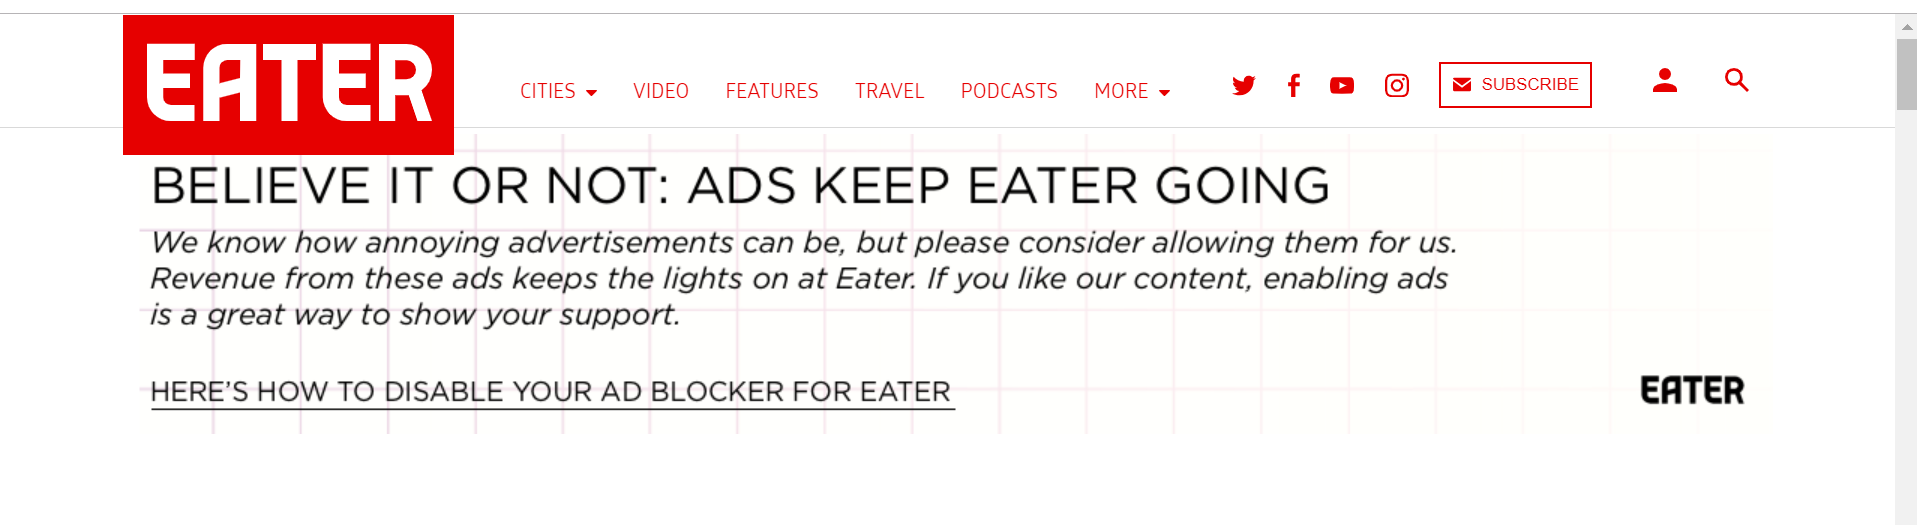 EATER
CITIES VIDEO FEATURES TRAVEL PODCASTS MORE SUBSCRIBE
BELIEVE IT OR NOT: ADS KEEP EATER GOING
We know how annoying advertisements can be, but please consider allowing them for us.
Revenue from these ads keeps the lights on at Eater. If you like our content, enabling ads
is a great way to show your support.
HERE'S HOW TO DISABLE YOUR AD BLOCKER FOR EATER
EATER